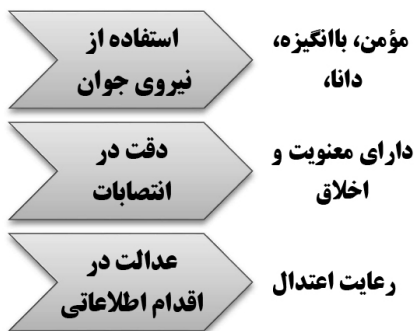 استفاده از
نیروی جوان
مؤمن، باانگیزه،
دانا،
دقت در
انتصابات
دارای معنویت و
اخلاق
عدالت در
اقدام اطلاعاتی
رعایت اعتدال